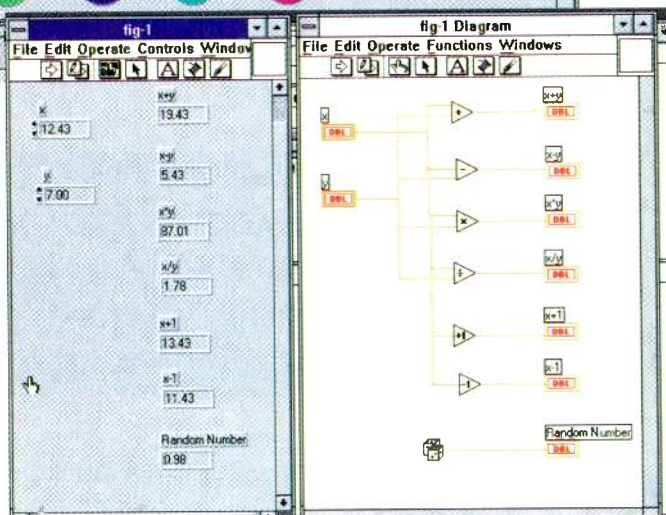 fig-1
File Edit Operate Controls Window
x
12.43
y
7.00
x+y
19.43
x-y
5.43
x*y
87.01
x/y
1.78
x+1
13.43
x-1
11.43
Random Number
0.98
fig-1 Diagram
File Edit Operate Functions Windows
x
DBL
y
DBL
x+y
DBL
x-y
DBL
x*y
DBL
x/y
DBL
x+1
DBL
x-1
DBL
Random Number
DBL